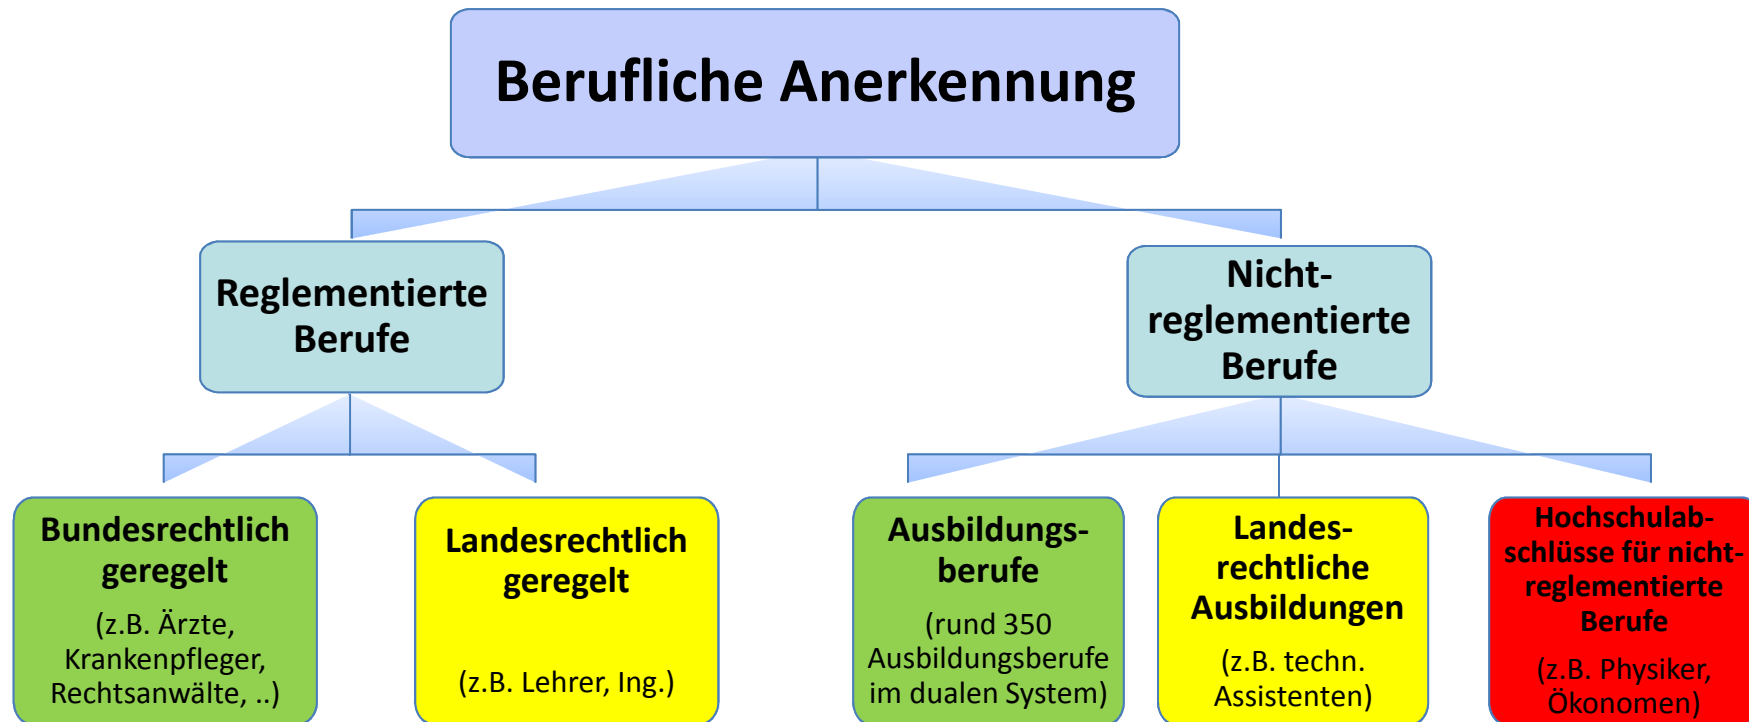 Berufliche Anerkennung
Reglementierte
Berufe
Nicht-
reglementierte
Berufe
Bundesrechtlich
geregelt
(z.B. Ärzte,
Krankenpfleger,
Rechtsanwälte, ..)
Landesrechtlich
geregelt
(z.B. Lehrer, Ing.)
Ausbildungs-
berufe
(rund 350
Ausbildungsberufe
im dualen System)
Landes-
rechtliche
Ausbildungen
(z.B. techn.
Assistenten)
Hochschulab-
schlüsse für nicht-
reglementierte
Berufe
(z.B. Physiker,
Ökonomen)